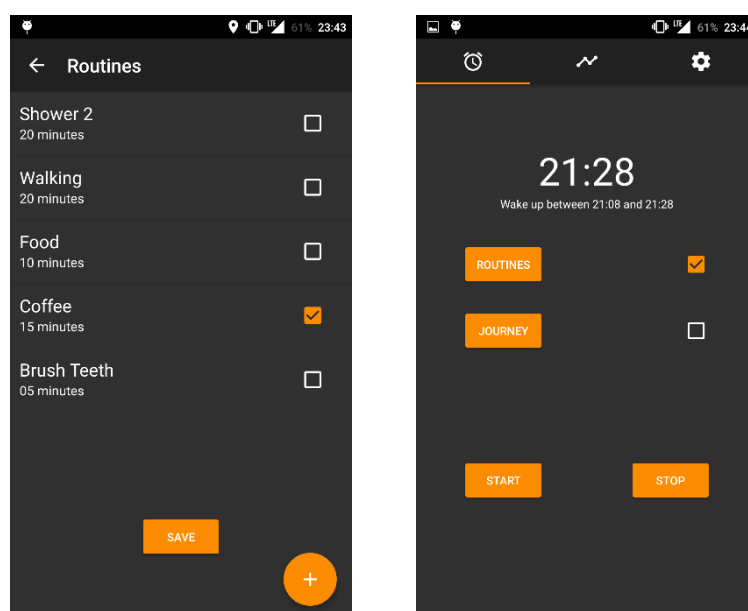 LTE 61% 23:43
Routines
Shower 2
20 minutes
Walking
20 minutes
Food
10 minutes
Coffee
15 minutes
Brush Teeth
05 minutes
SAVE
+
LTE 61% 23:44
21:28
Wake up between 21:08 and 21:28
ROUTINES
JOURNEY
START
STOP